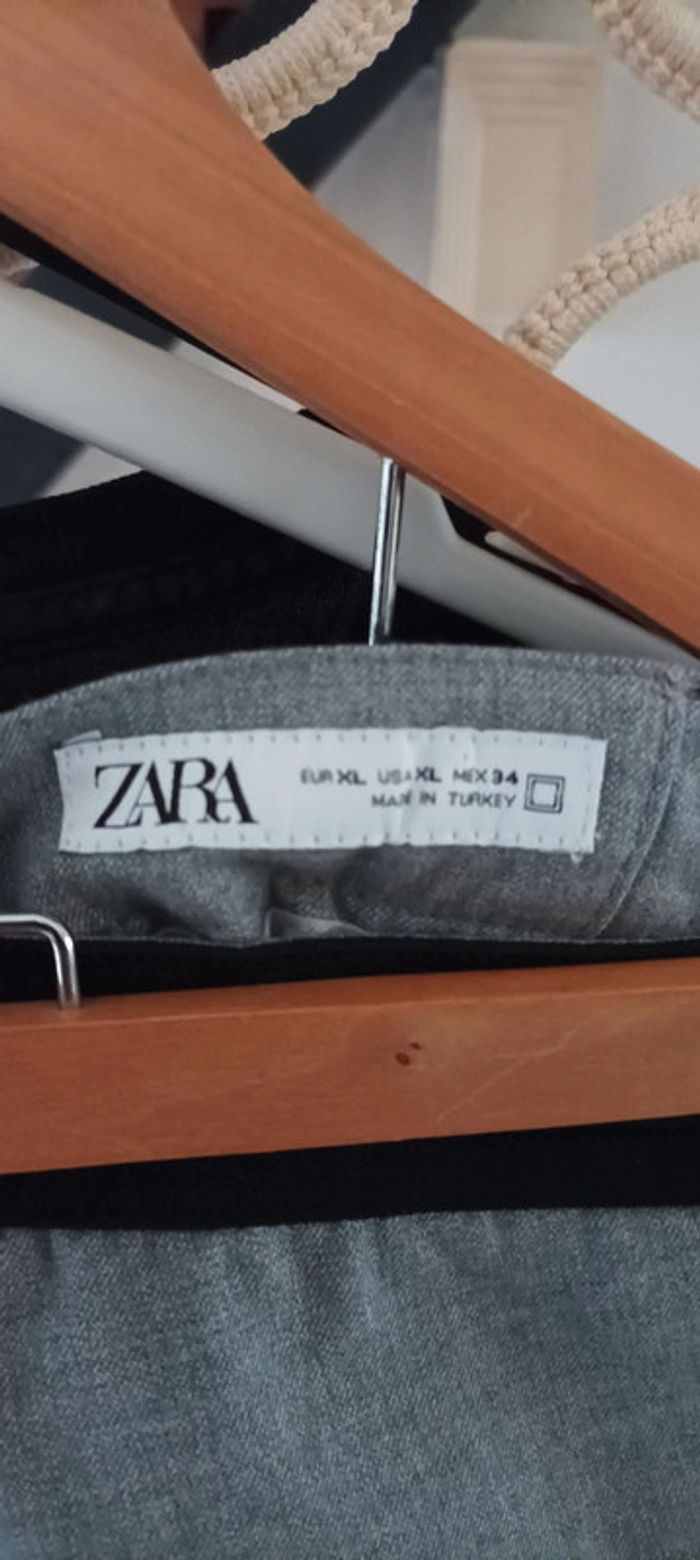 ZARA
EUR XL USA XL MEX 34
MADE IN TURKEY